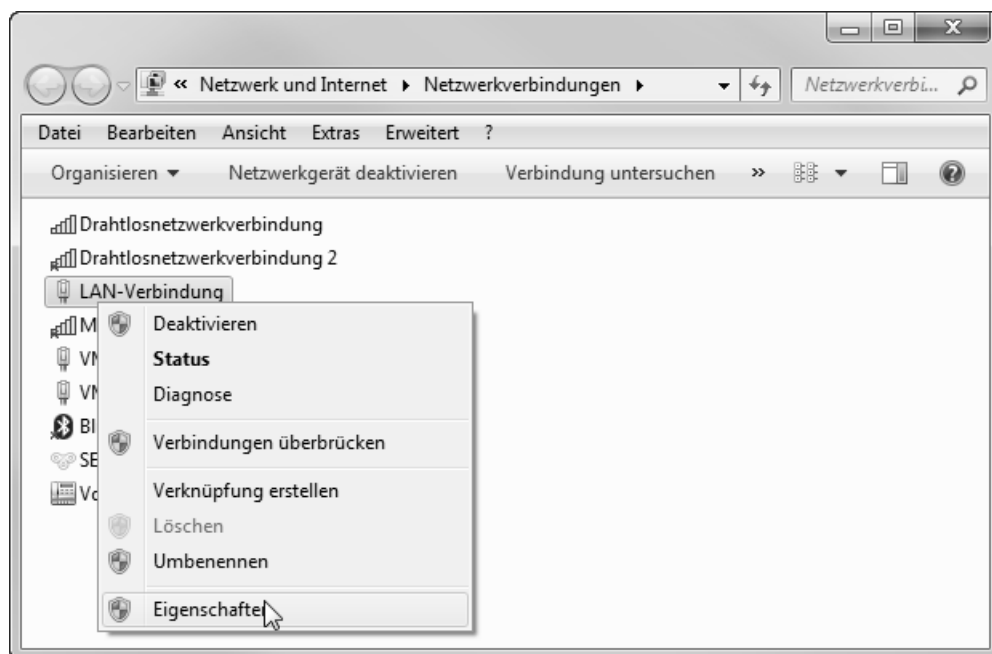 « Netzwerk und Internet Netzwerkverbindungen Netzwerkverbi...
Datei Bearbeiten Ansicht Extras Erweitert ?
Organisieren Netzwerkgerät deaktivieren Verbindung untersuchen »
Drahtlosnetzwerkverbindung
Drahtlosnetzwerkverbindung 2
LAN-Verbindung
Deaktivieren
Status
Diagnose
Verbindungen überbrücken
Verknüpfung erstellen
Löschen
Umbenennen
Eigenschaften